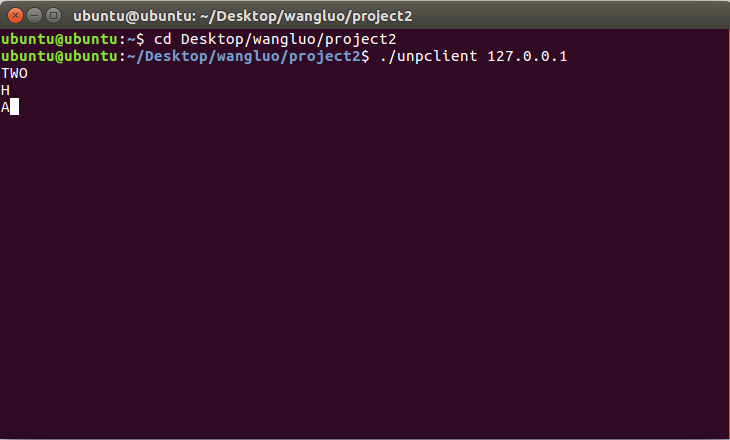 ubuntu@ubuntu: ~/Desktop/wangluo/project2
ubuntu@ubuntu:~$ cd Desktop/wangluo/project2
ubuntu@ubuntu:~/Desktop/wangluo/project2$ ./unpclient 127.0.0.1
TWO
H
A